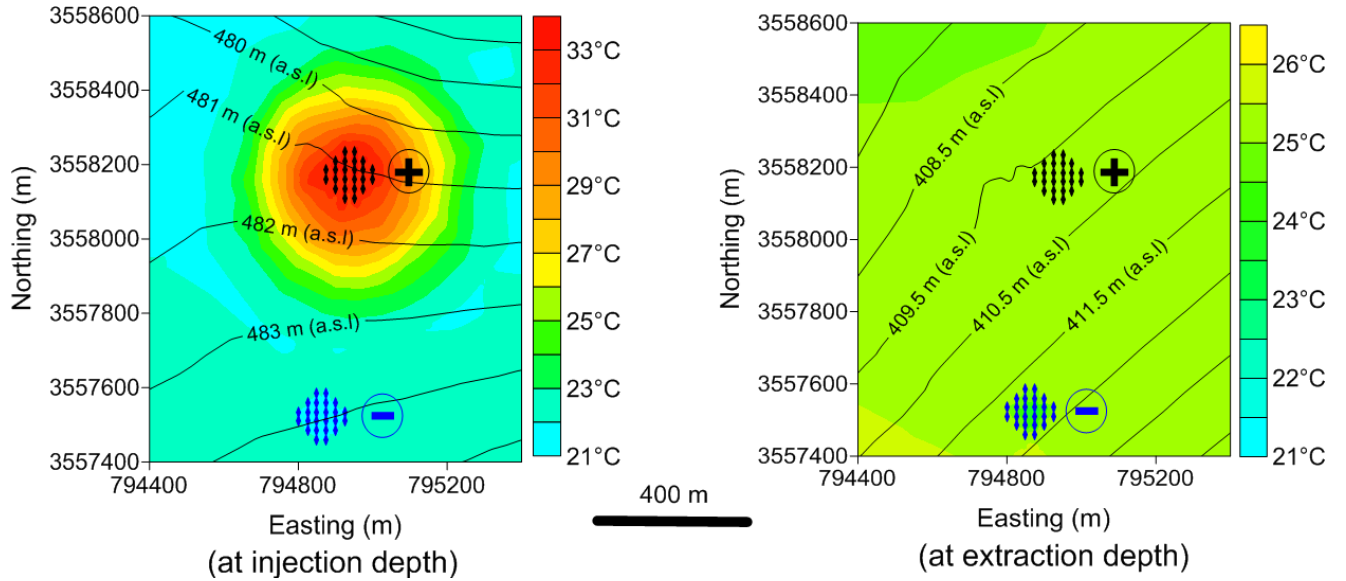 3558600
3558400
3558200
3558000
3557800
3557600
3557400
Northing (m)
480 m (a.s.l)
481 m (a.s.l)
482 m (a.s.l)
483 m (a.s.l)
794400
794800
795200
Easting (m)
(at injection depth)
33°C
31°C
29°C
27°C
25°C
23°C
21°C
400 m
3558600
3558400
3558200
3558000
3557800
3557600
3557400
Northing (m)
408.5 m (a.s.l)
409.5 m (a.s.l)
410.5 m (a.s.l)
411.5 m (a.s.l)
794400
794800
795200
Easting (m)
(at extraction depth)
26°C
25°C
24°C
23°C
22°C
21°C